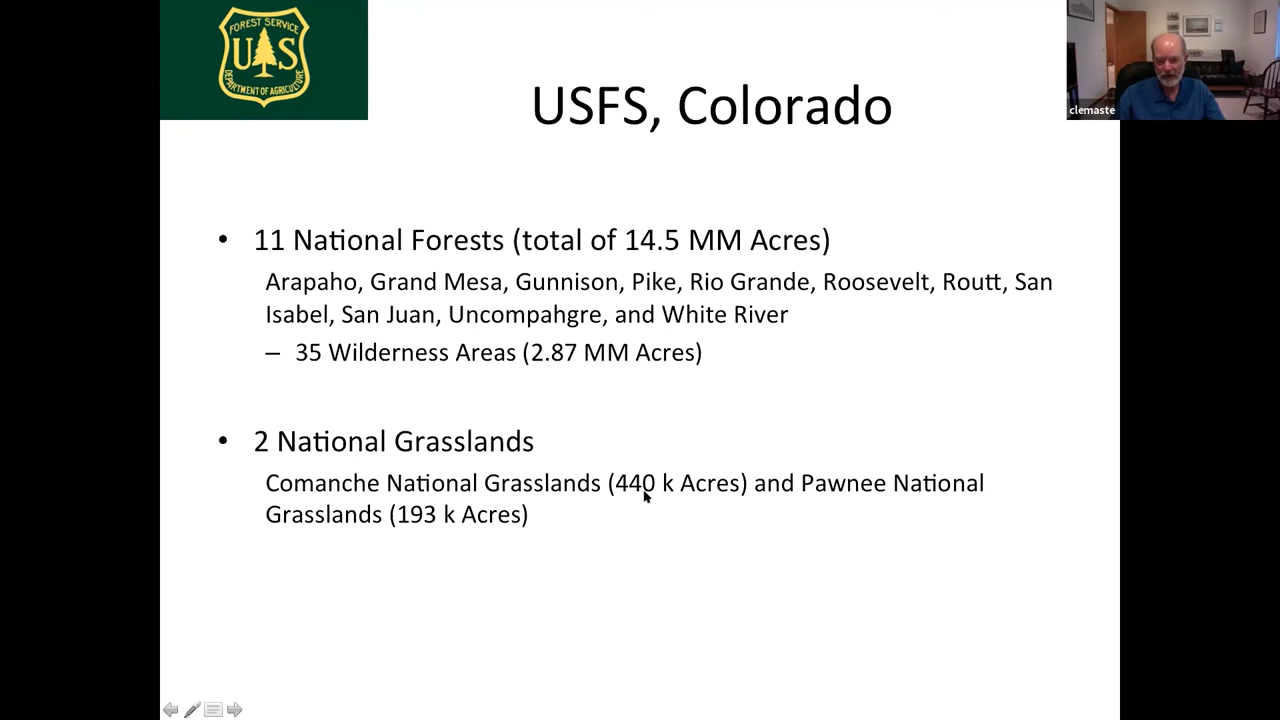 FOREST SERVICE
U S
DEPARTMENT OF AGRICULTURE
USFS, Colorado
clemaste
• 11 National Forests (total of 14.5 MM Acres)
Arapaho, Grand Mesa, Gunnison, Pike, Rio Grande, Roosevelt, Routt, San
Isabel, San Juan, Uncompahgre, and White River
– 35 Wilderness Areas (2.87 MM Acres)
• 2 National Grasslands
Comanche National Grasslands (440 k Acres) and Pawnee National
Grasslands (193 k Acres)